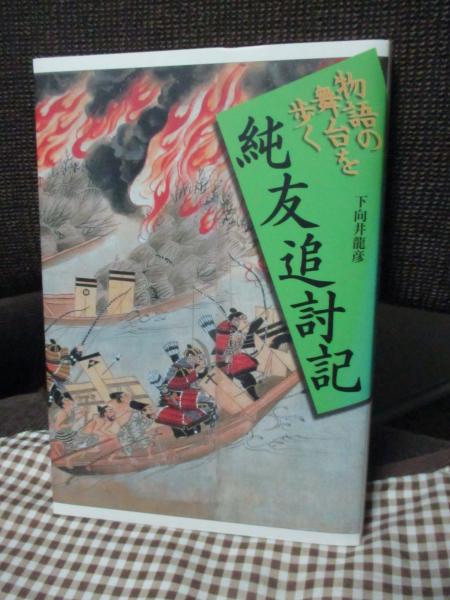 物語の
舞台を
歩く
純友追討記
下向井龍彦